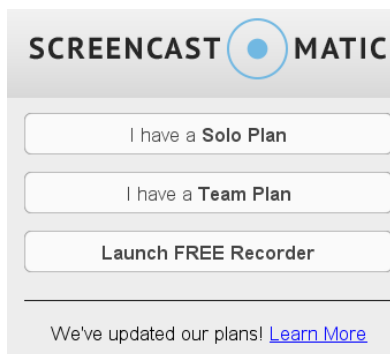 SCREENCAST MATIC
I have a Solo Plan
I have a Team Plan
Launch FREE Recorder
We've updated our plans! Learn More